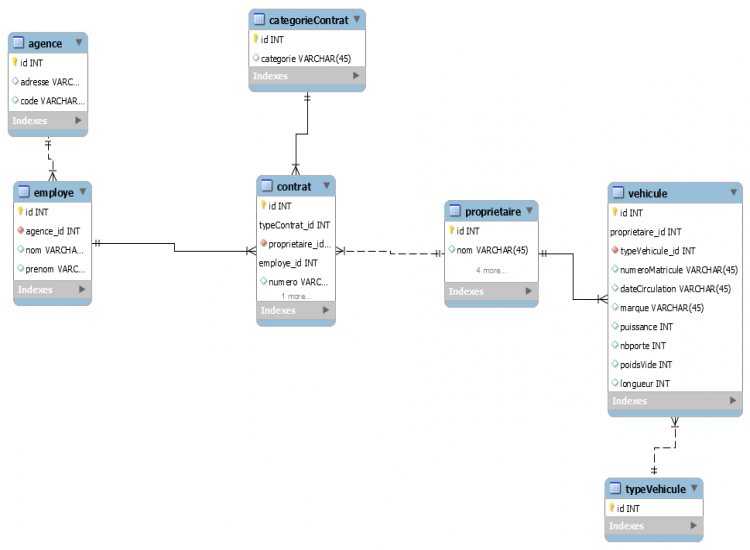 agence
id INT
adresse VARC...
code VARCHAR...
Indexes
categorieContrat
id INT
categorie VARCHAR(45)
Indexes
employe
id INT
agence_id INT
nom VARCHA...
prenom VARC...
Indexes
contrat
id INT
typeContrat_id INT
proprietaire_id...
employe_id INT
numero VARC...
1 more...
Indexes
proprietaire
id INT
nom VARCHAR(45)
4 more...
Indexes
vehicule
id INT
proprietaire_id INT
typeVehicule_id INT
numeroMatricule VARCHAR(45)
dateCirculation VARCHAR(45)
marque VARCHAR(45)
puissance INT
nbporte INT
poidsVide INT
longueur INT
Indexes
typeVehicule
id INT
Indexes